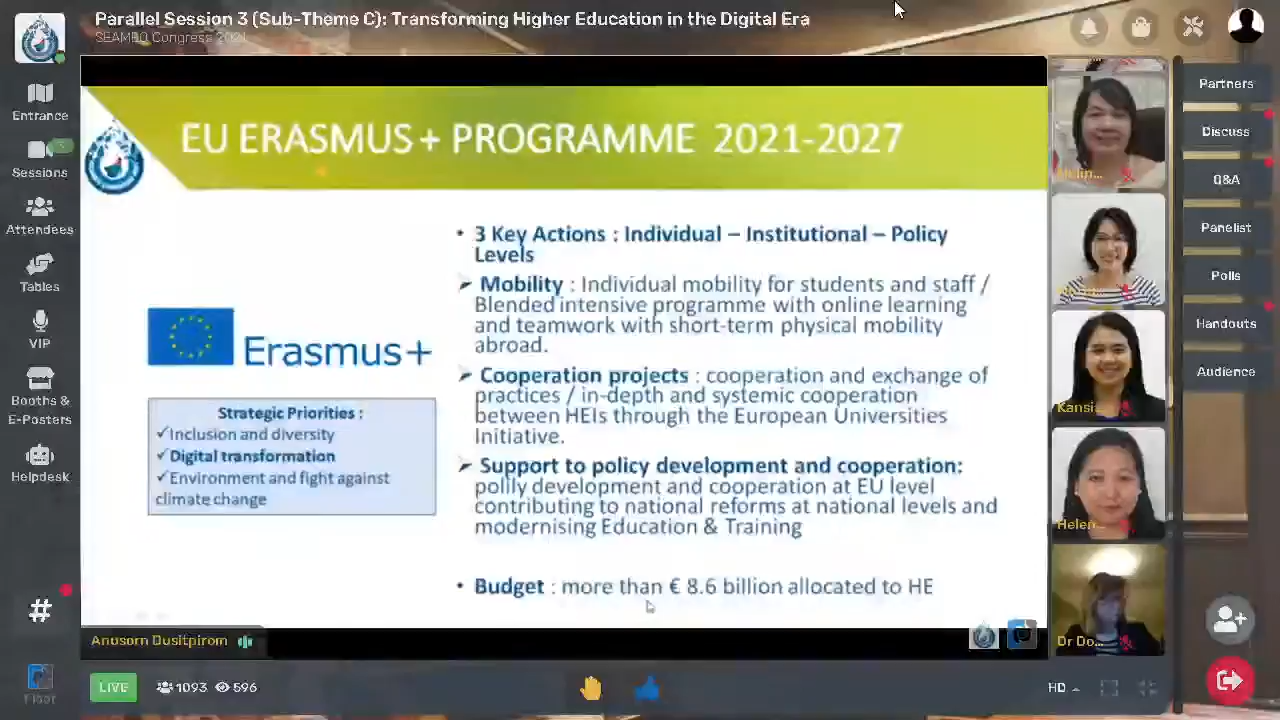 Parallel Session 3 (Sub-Theme C): Transforming Higher Education in the Digital Era
SEAMEO Congress 2021
Entrance
Sessions
Attendees
Tables
VIP
Booths &
E-Posters
Helpdesk
#
Floor
EU ERASMUS+ PROGRAMME 2021-2027
Erasmus+
Strategic Priorities :
✓Inclusion and diversity
✓Digital transformation
✓Environment and fight against
climate change
• 3 Key Actions : Individual – Institutional – Policy
Levels
➤ Mobility : Individual mobility for students and staff /
Blended intensive programme with online learning
and teamwork with short-term physical mobility
abroad.
➤ Cooperation projects : cooperation and exchange of
practices / in-depth and systemic cooperation
between HEIs through the European Universities
Initiative.
➤ Support to policy development and cooperation:
polily development and cooperation at EU level
contributing to national reforms at national levels and
modernising Education & Training
• Budget : more than € 8.6 billion allocated to HE
Anusorn Dusitpirom
Kansi...
Helen...
Dr Do...
Partners
Discuss
Q&A
Panelist
Polls
Handouts
Audience
LIVE
1093
596
HD